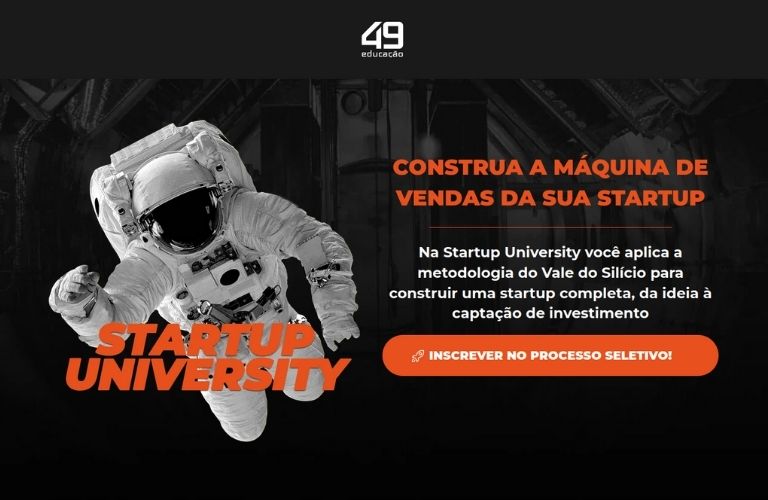 49
educação
CONSTRUA A MÁQUINA DE
VENDAS DA SUA STARTUP
Na Startup University você aplica a
metodologia do Vale do Silício para
construir uma startup completa, da ideia à
captação de investimento
INSCREVER NO PROCESSO SELETIVO!
STARTUP
UNIVERSITY